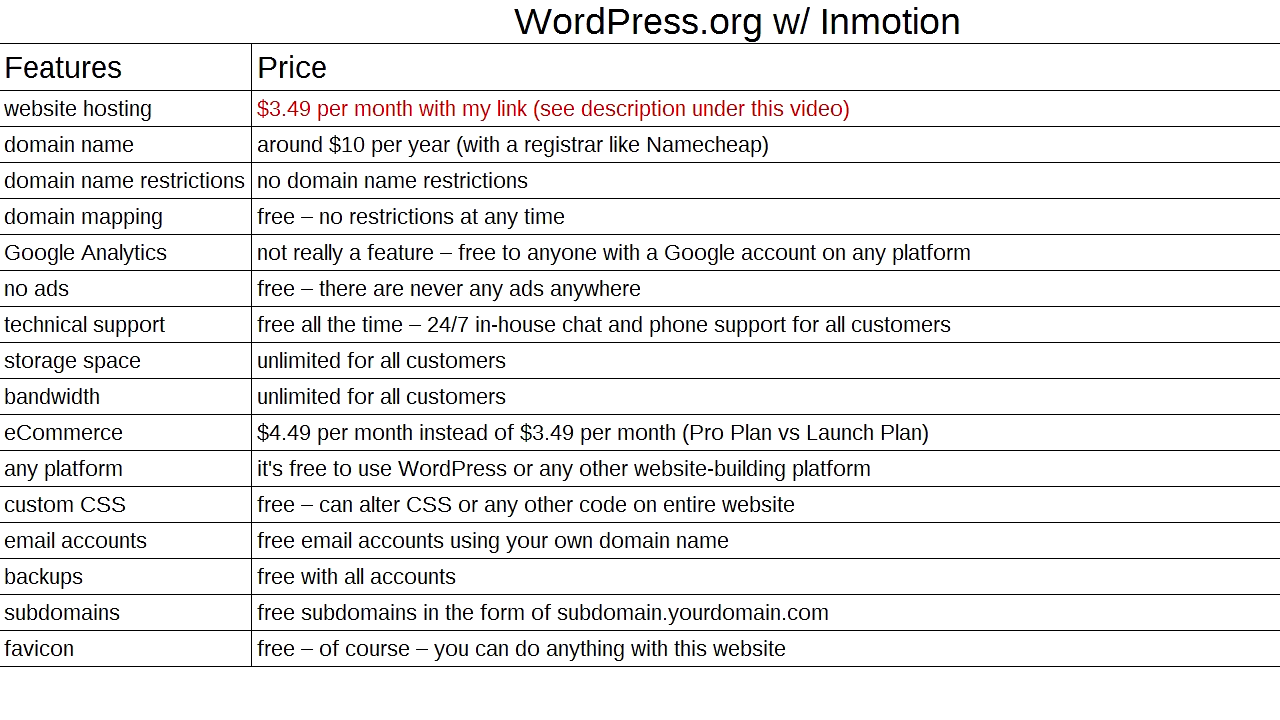 WordPress.org w/ Inmotion
Features Price
website hosting $3.49 per month with my link (see description under this video)
domain name around $10 per year (with a registrar like Namecheap)
domain name restrictions no domain name restrictions
domain mapping free – no restrictions at any time
Google Analytics not really a feature – free to anyone with a Google account on any platform
no ads free – there are never any ads anywhere
technical support free all the time – 24/7 in-house chat and phone support for all customers
storage space unlimited for all customers
bandwidth unlimited for all customers
eCommerce $4.49 per month instead of $3.49 per month (Pro Plan vs Launch Plan)
any platform it's free to use WordPress or any other website-building platform
custom CSS free – can alter CSS or any other code on entire website
email accounts free email accounts using your own domain name
backups free with all accounts
subdomains free subdomains in the form of subdomain.yourdomain.com
favicon free – of course – you can do anything with this website